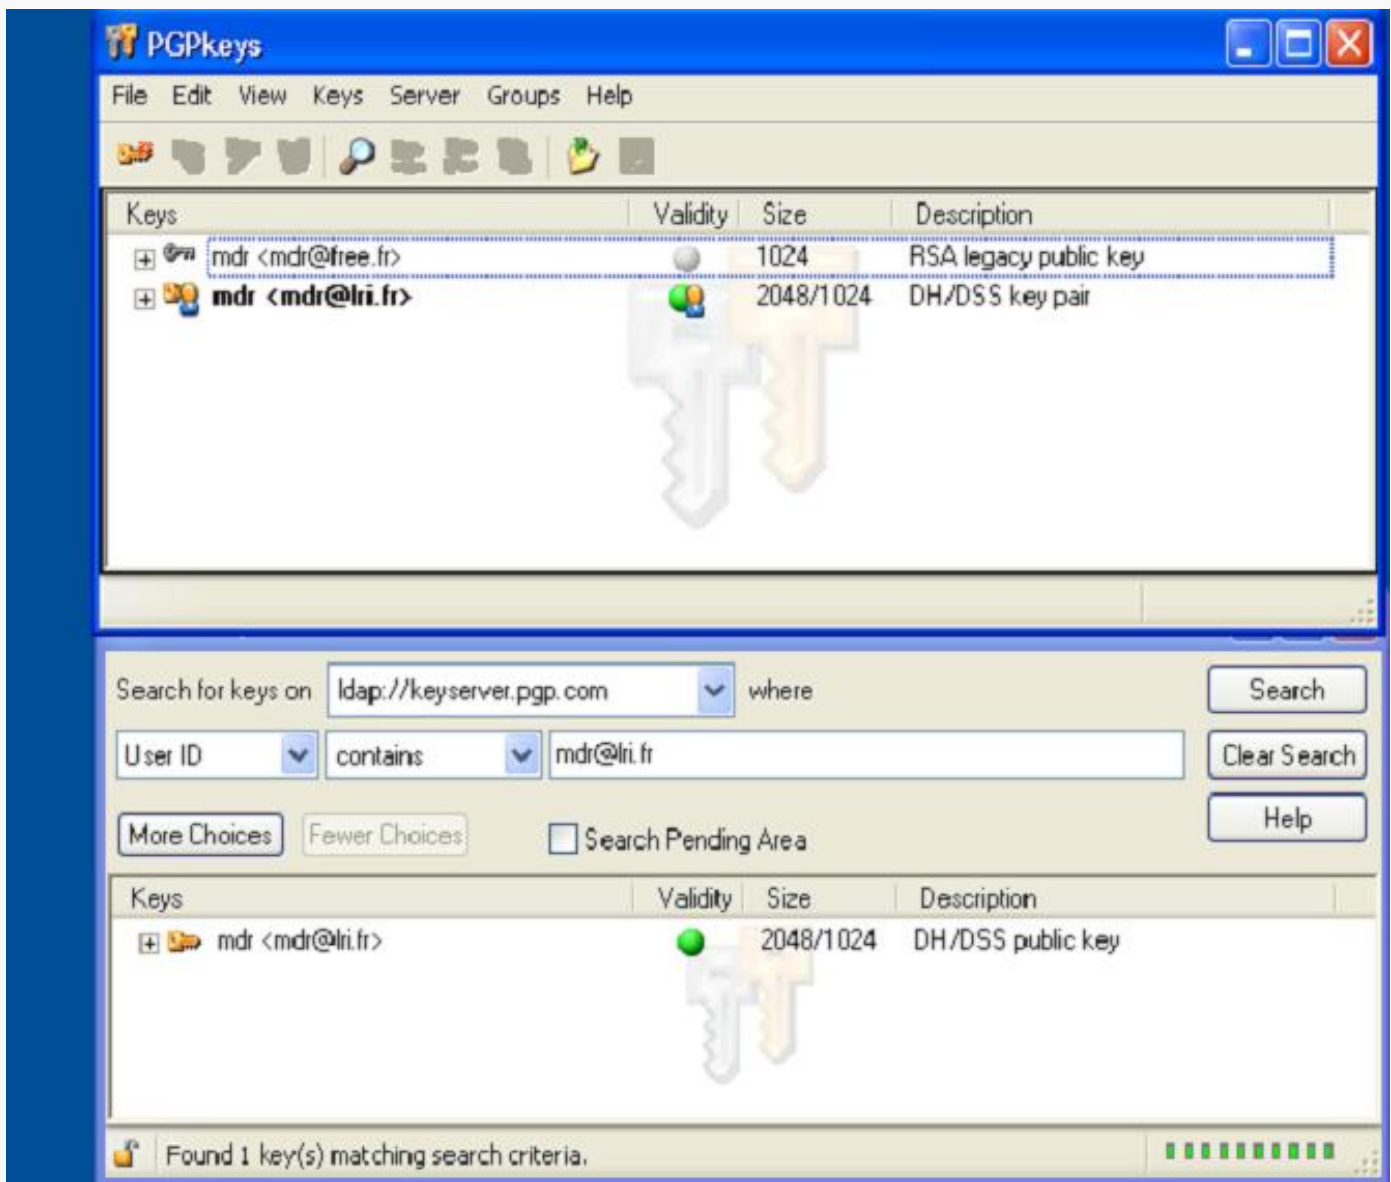 PGPkeys
File Edit View Keys Server Groups Help
Keys Validity Size Description
mdr <mdr@free.fr> 1024 RSA legacy public key
mdr <mdr@lri.fr> 2048/1024 DH/DSS key pair
Search for keys on ldap://keyserver.pgp.com where Search
User ID contains mdr@lri.fr Clear Search
More Choices Fewer Choices Search Pending Area Help
Keys Validity Size Description
mdr <mdr@lri.fr> 2048/1024 DH/DSS public key
Found 1 key(s) matching search criteria.